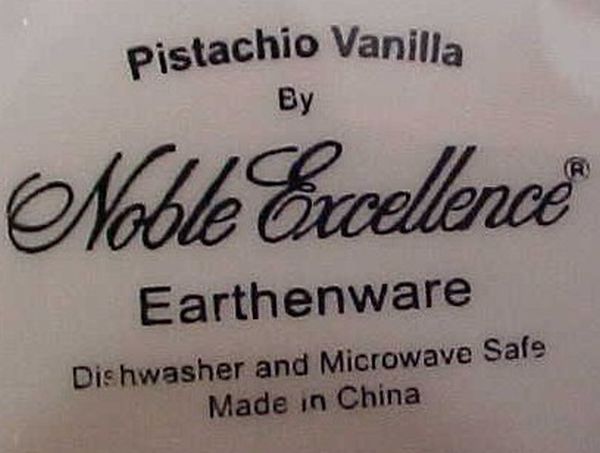 Pistachio Vanilla
By
Noble Excellence®
Earthenware
Dishwasher and Microwave Safe
Made in China